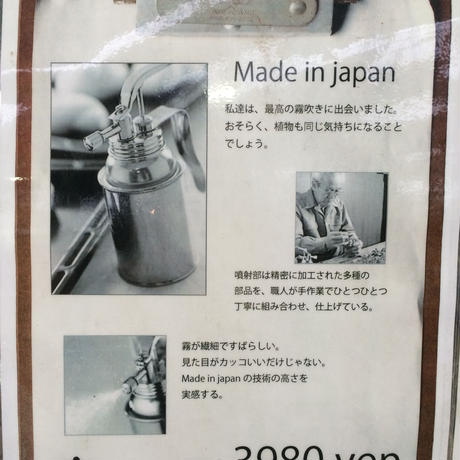 Made in japan
私達は、最高の霧吹きに出会いました。
おそらく、植物も同じ気持ちになること
でしょう。
噴射部は精密に加工された多種の
部品を、職人が手作業でひとつひとつ
丁寧に組み合わせ、仕上げている。
霧が繊細ですばらしい。
見た目がカッコいいだけじゃない。
Made in japan の技術の高さを
実感する。
3980 yen